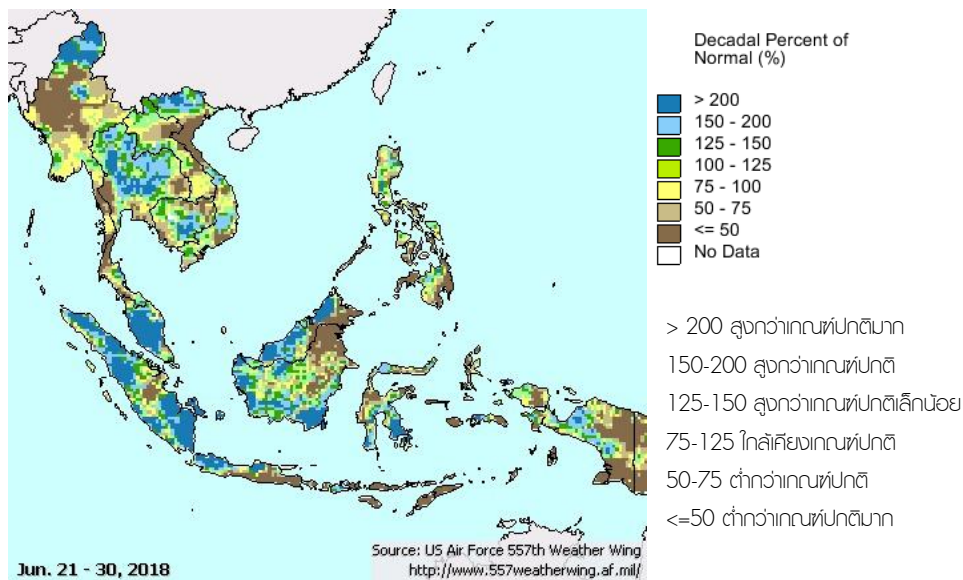 Decadal Percent of
Normal (%)
> 200
150 - 200
125 - 150
100 - 125
75 - 100
50 - 75
<= 50
No Data
> 200 สูงกว่าเกณฑ์ปกติมาก
150-200 สูงกว่าเกณฑ์ปกติ
125-150 สูงกว่าเกณฑ์ปกติเล็กน้อย
75-125 ใกล้เคียงเกณฑ์ปกติ
50-75 ต่ำกว่าเกณฑ์ปกติ
<=50 ต่ำกว่าเกณฑ์ปกติมาก
Source: US Air Force 557th Weather Wing
Jun. 21 - 30, 2018 http://www.557weatherwing.af.mil/